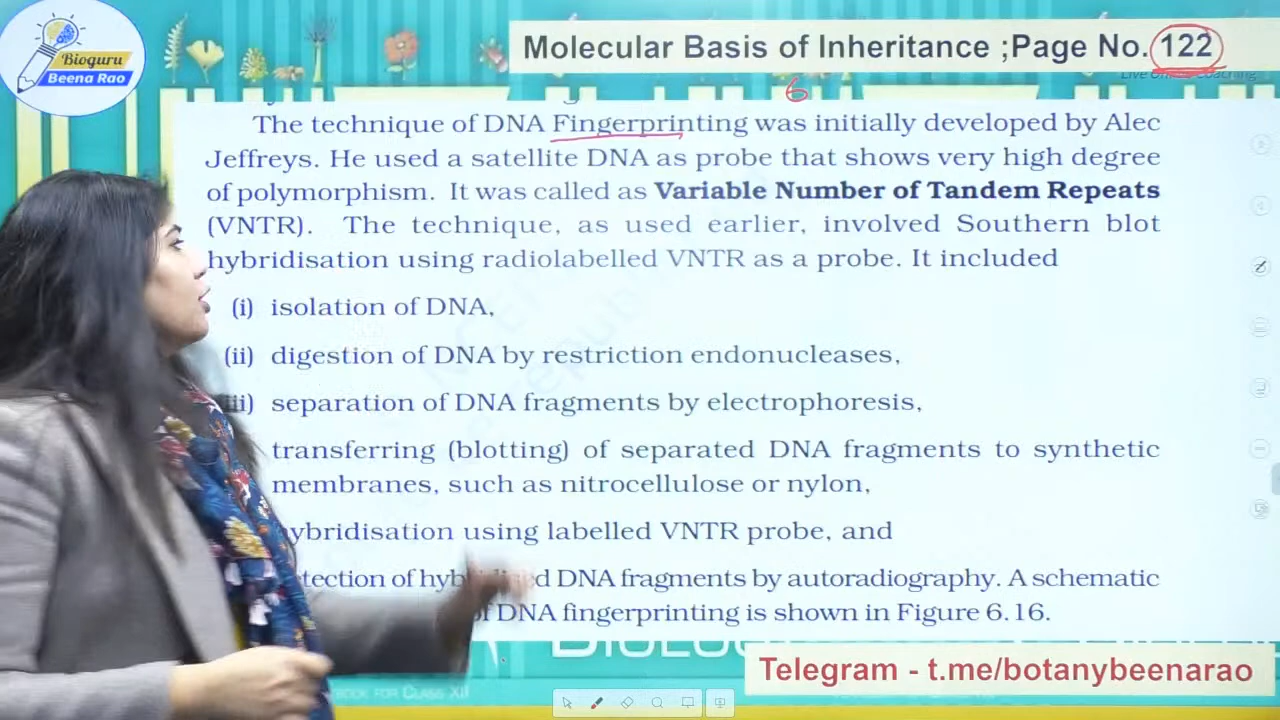 Bioguru
Beena Rao
Molecular Basis of Inheritance ;Page No. 122
6
The technique of DNA Fingerprinting was initially developed by Alec
Jeffreys. He used a satellite DNA as probe that shows very high degree
of polymorphism. It was called as Variable Number of Tandem Repeats
(VNTR). The technique, as used earlier, involved Southern blot
hybridisation using radiolabelled VNTR as a probe. It included
(i) isolation of DNA,
(ii) digestion of DNA by restriction endonucleases,
separation of DNA fragments by electrophoresis,
transferring (blotting) of separated DNA fragments to synthetic
membranes, such as nitrocellulose or nylon,
using labelled VNTR probe, and
of DNA fragments by autoradiography. A schematic
DNA fingerprinting is shown in Figure 6.16.
FOR CLASS XII
Telegram - t.me/botanybeenarao